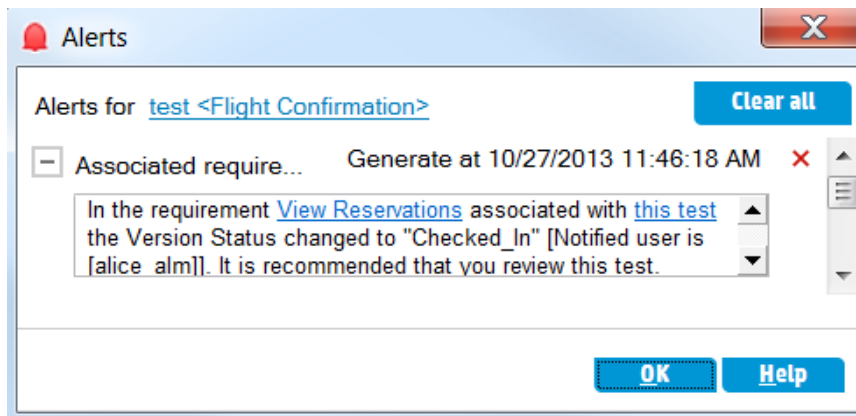 Alerts
X
Alerts for test <Flight Confirmation>
Clear all
Associated require... Generate at 10/27/2013 11:46:18 AM
In the requirement View Reservations associated with this test
the Version Status changed to "Checked_In" [Notified user is
[alice_alm]]. It is recommended that you review this test.
OK
Help